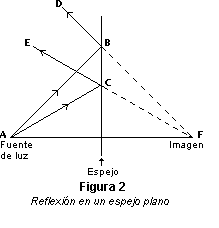 D
E
B
C
A
F
Fuente
de luz
Imagen
Espejo
Figura 2
Reflexión en un espejo plano